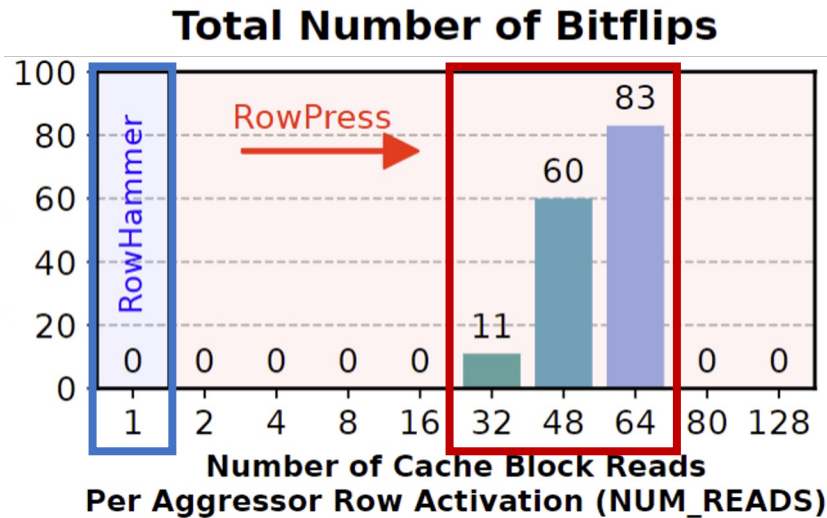 Total Number of Bitflips
100
80
60
40
20
0
RowHammer
RowPress
0 0 0 0 0 11 60 83 0 0
1 2 4 8 16 32 48 64 80 128
Number of Cache Block Reads
Per Aggressor Row Activation (NUM_READS)